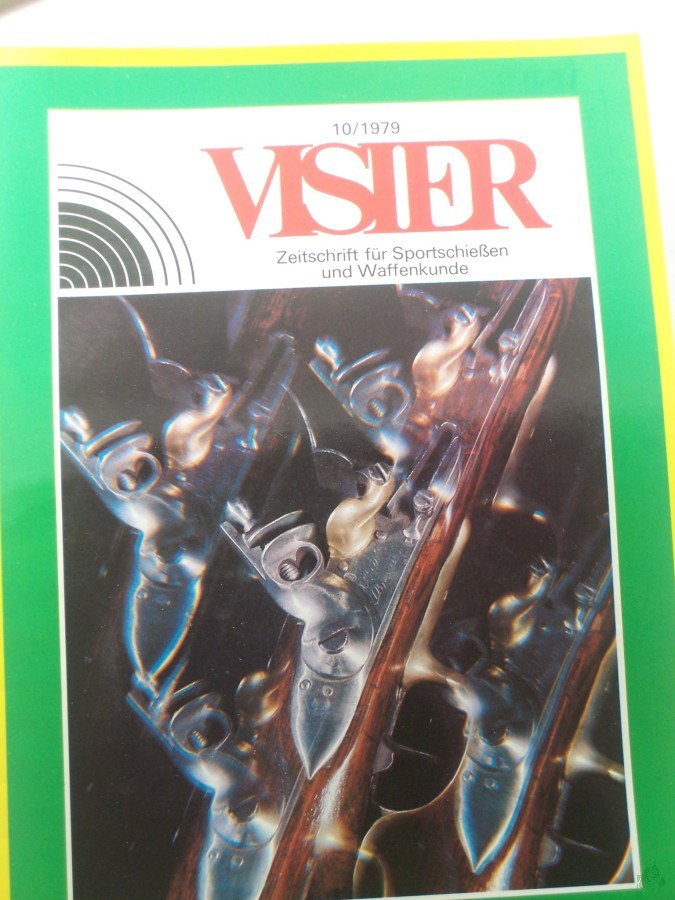 10/1979
VISIER
Zeitschrift für Sportschießen
und Waffenkunde